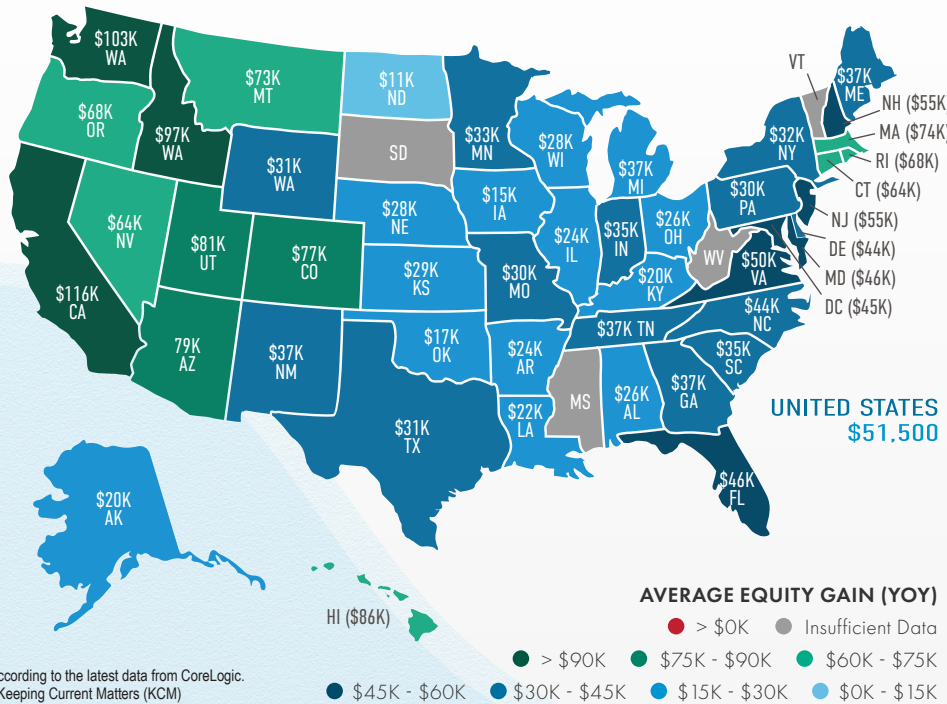 $103K
WA
$73K
MT
$11K
ND
$33K
MN
$68K
OR
$97K
WA
$31K
WA
SD
$28K
WI
$37K
MI
VT
$37K
ME
NH ($55K
MA ($74K
RI ($68K
CT ($64K)
$32K
NY
$30K
PA
NJ ($55K)
DE ($44K)
MD ($46K)
DC ($45K)
$64K
NV
$81K
UT
$77K
CO
$28K
NE
$15K
IA
$24K
IL
$35K
IN
$26K
OH
WV
$50K
VA
$116K
CA
79K
AZ
$37K
NM
$29K
KS
$30K
MO
$20K
KY
$37K TN
$44K
NC
$17K
OK
$24K
AR
$35K
SC
$31K
TX
$22K
LA
MS
$26K
AL
$37K
GA
$46K
FL
UNITED STATES
$51,500
$20K
AK
HI ($86K)
AVERAGE EQUITY GAIN (YOY)
> $0K Insufficient Data
> $90K $75K - $90K $60K - $75K
$45K - $60K $30K - $45K $15K - $30K $0K - $15K
ccording to the latest data from CoreLogic.
Keeping Current Matters (KCM)